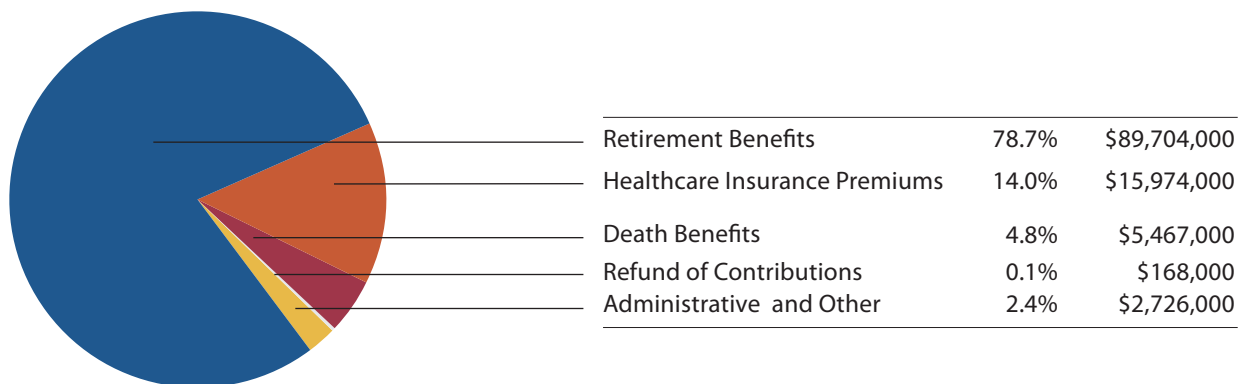 Retirement Benefits 78.7% $89,704,000
Healthcare Insurance Premiums 14.0% $15,974,000
Death Benefits 4.8% $5,467,000
Refund of Contributions 0.1% $168,000
Administrative and Other 2.4% $2,726,000